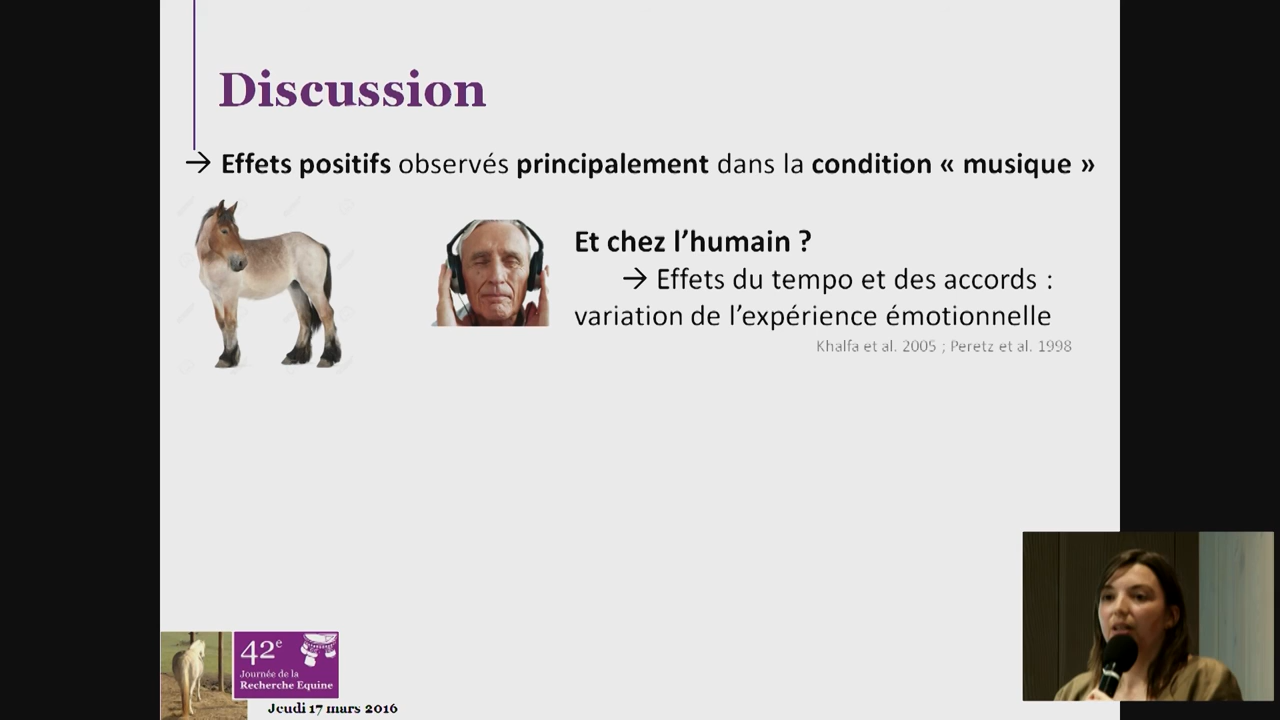 Discussion
→ Effets positifs observés principalement dans la condition « musique »
Et chez l’humain ?
→ Effets du tempo et des accords :
variation de l’expérience émotionnelle
Khalfa et al. 2005 ; Peretz et al. 1998
42e
Journée de la
Recherche Equine
Jeudi 17 mars 2016